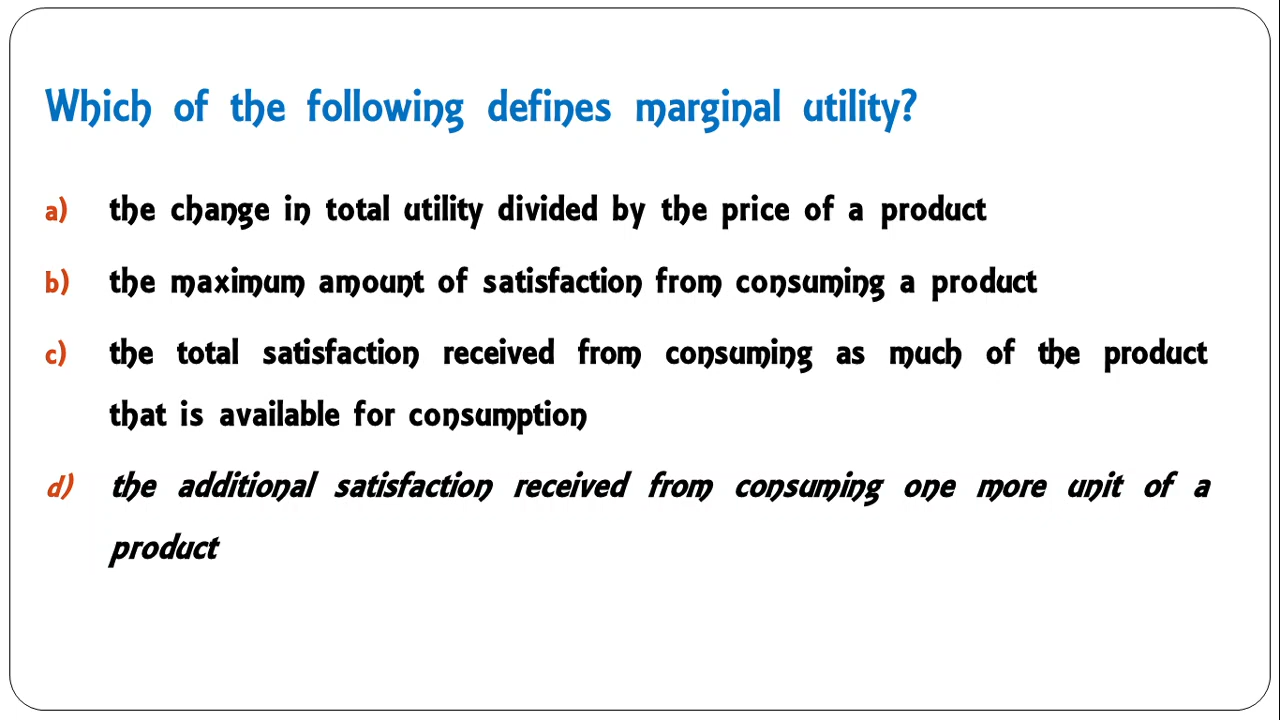 Which of the following defines marginal utility?
a) the change in total utility divided by the price of a product
b) the maximum amount of satisfaction from consuming a product
c) the total satisfaction received from consuming as much of the product
that is available for consumption
d) the additional satisfaction received from consuming one more unit of a
product